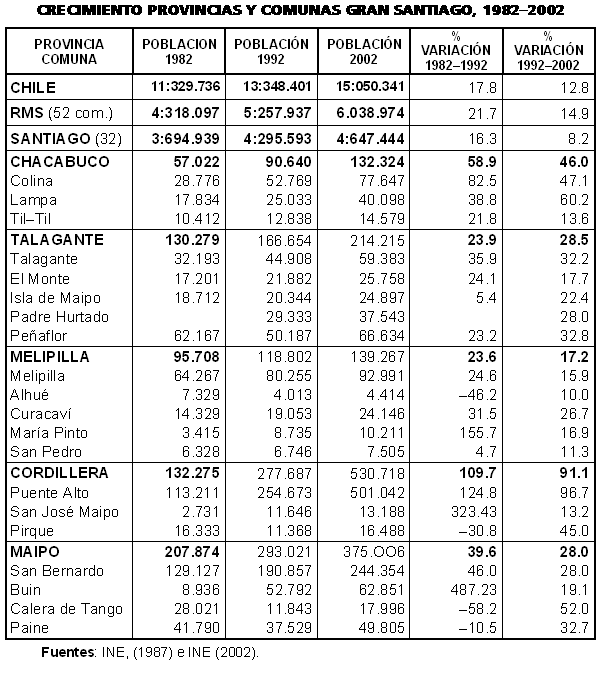 CRECIMIENTO PROVINCIAS Y COMUNAS GRAN SANTIAGO, 1982–2002
PROVINCIA COMUNA POBLACION 1982 POBLACIÓN 1992 POBLACIÓN 2002 % VARIACIÓN 1982–1992 % VARIACIÓN 1992–2002
CHILE 11:329.736 13:348.401 15:050.341 17.8 12.8
RMS (52 com.) 4:318.097 5:257.937 6.038.974 21.7 14.9
SANTIAGO (32) 3:694.939 4:295.593 4:647.444 16.3 8.2
CHACABUCO 57.022 90.640 132.324 58.9 46.0
Colina 28.776 52.769 77.647 82.5 47.1
Lampa 17.834 25.033 40.098 38.8 60.2
Til–Til 10.412 12.838 14.579 21.8 13.6
TALAGANTE 130.279 166.654 214.215 23.9 28.5
Talagante 32.193 44.908 59.383 35.9 32.2
El Monte 17.201 21.882 25.758 24.1 17.7
Isla de Maipo 18.712 20.344 24.897 5.4 22.4
Padre Hurtado 29.333 37.543 28.0
Peñaflor 62.167 50.187 66.634 23.2 32.8
MELIPILLA 95.708 118.802 139.267 23.6 17.2
Melipilla 64.267 80.255 92.991 24.6 15.9
Alhué 7.329 4.013 4.414 –46.2 10.0
Curacaví 14.329 19.053 24.146 31.5 26.7
María Pinto 3.415 8.735 10.211 155.7 16.9
San Pedro 6.328 6.746 7.505 4.7 11.3
CORDILLERA 132.275 277.687 530.718 109.7 91.1
Puente Alto 113.211 254.673 501.042 124.8 96.7
San José Maipo 2.731 11.646 13.188 323.43 13.2
Pirque 16.333 11.368 16.488 –30.8 45.0
MAIPO 207.874 293.021 375.OO6 39.6 28.0
San Bernardo 129.127 190.857 244.354 46.0 28.0
Buin 8.936 52.792 62.851 487.23 19.1
Calera de Tango 28.021 11.843 17.996 –58.2 52.0
Paine 41.790 37.529 49.805 –10.5 32.7
Fuentes: INE, (1987) e INE (2002).